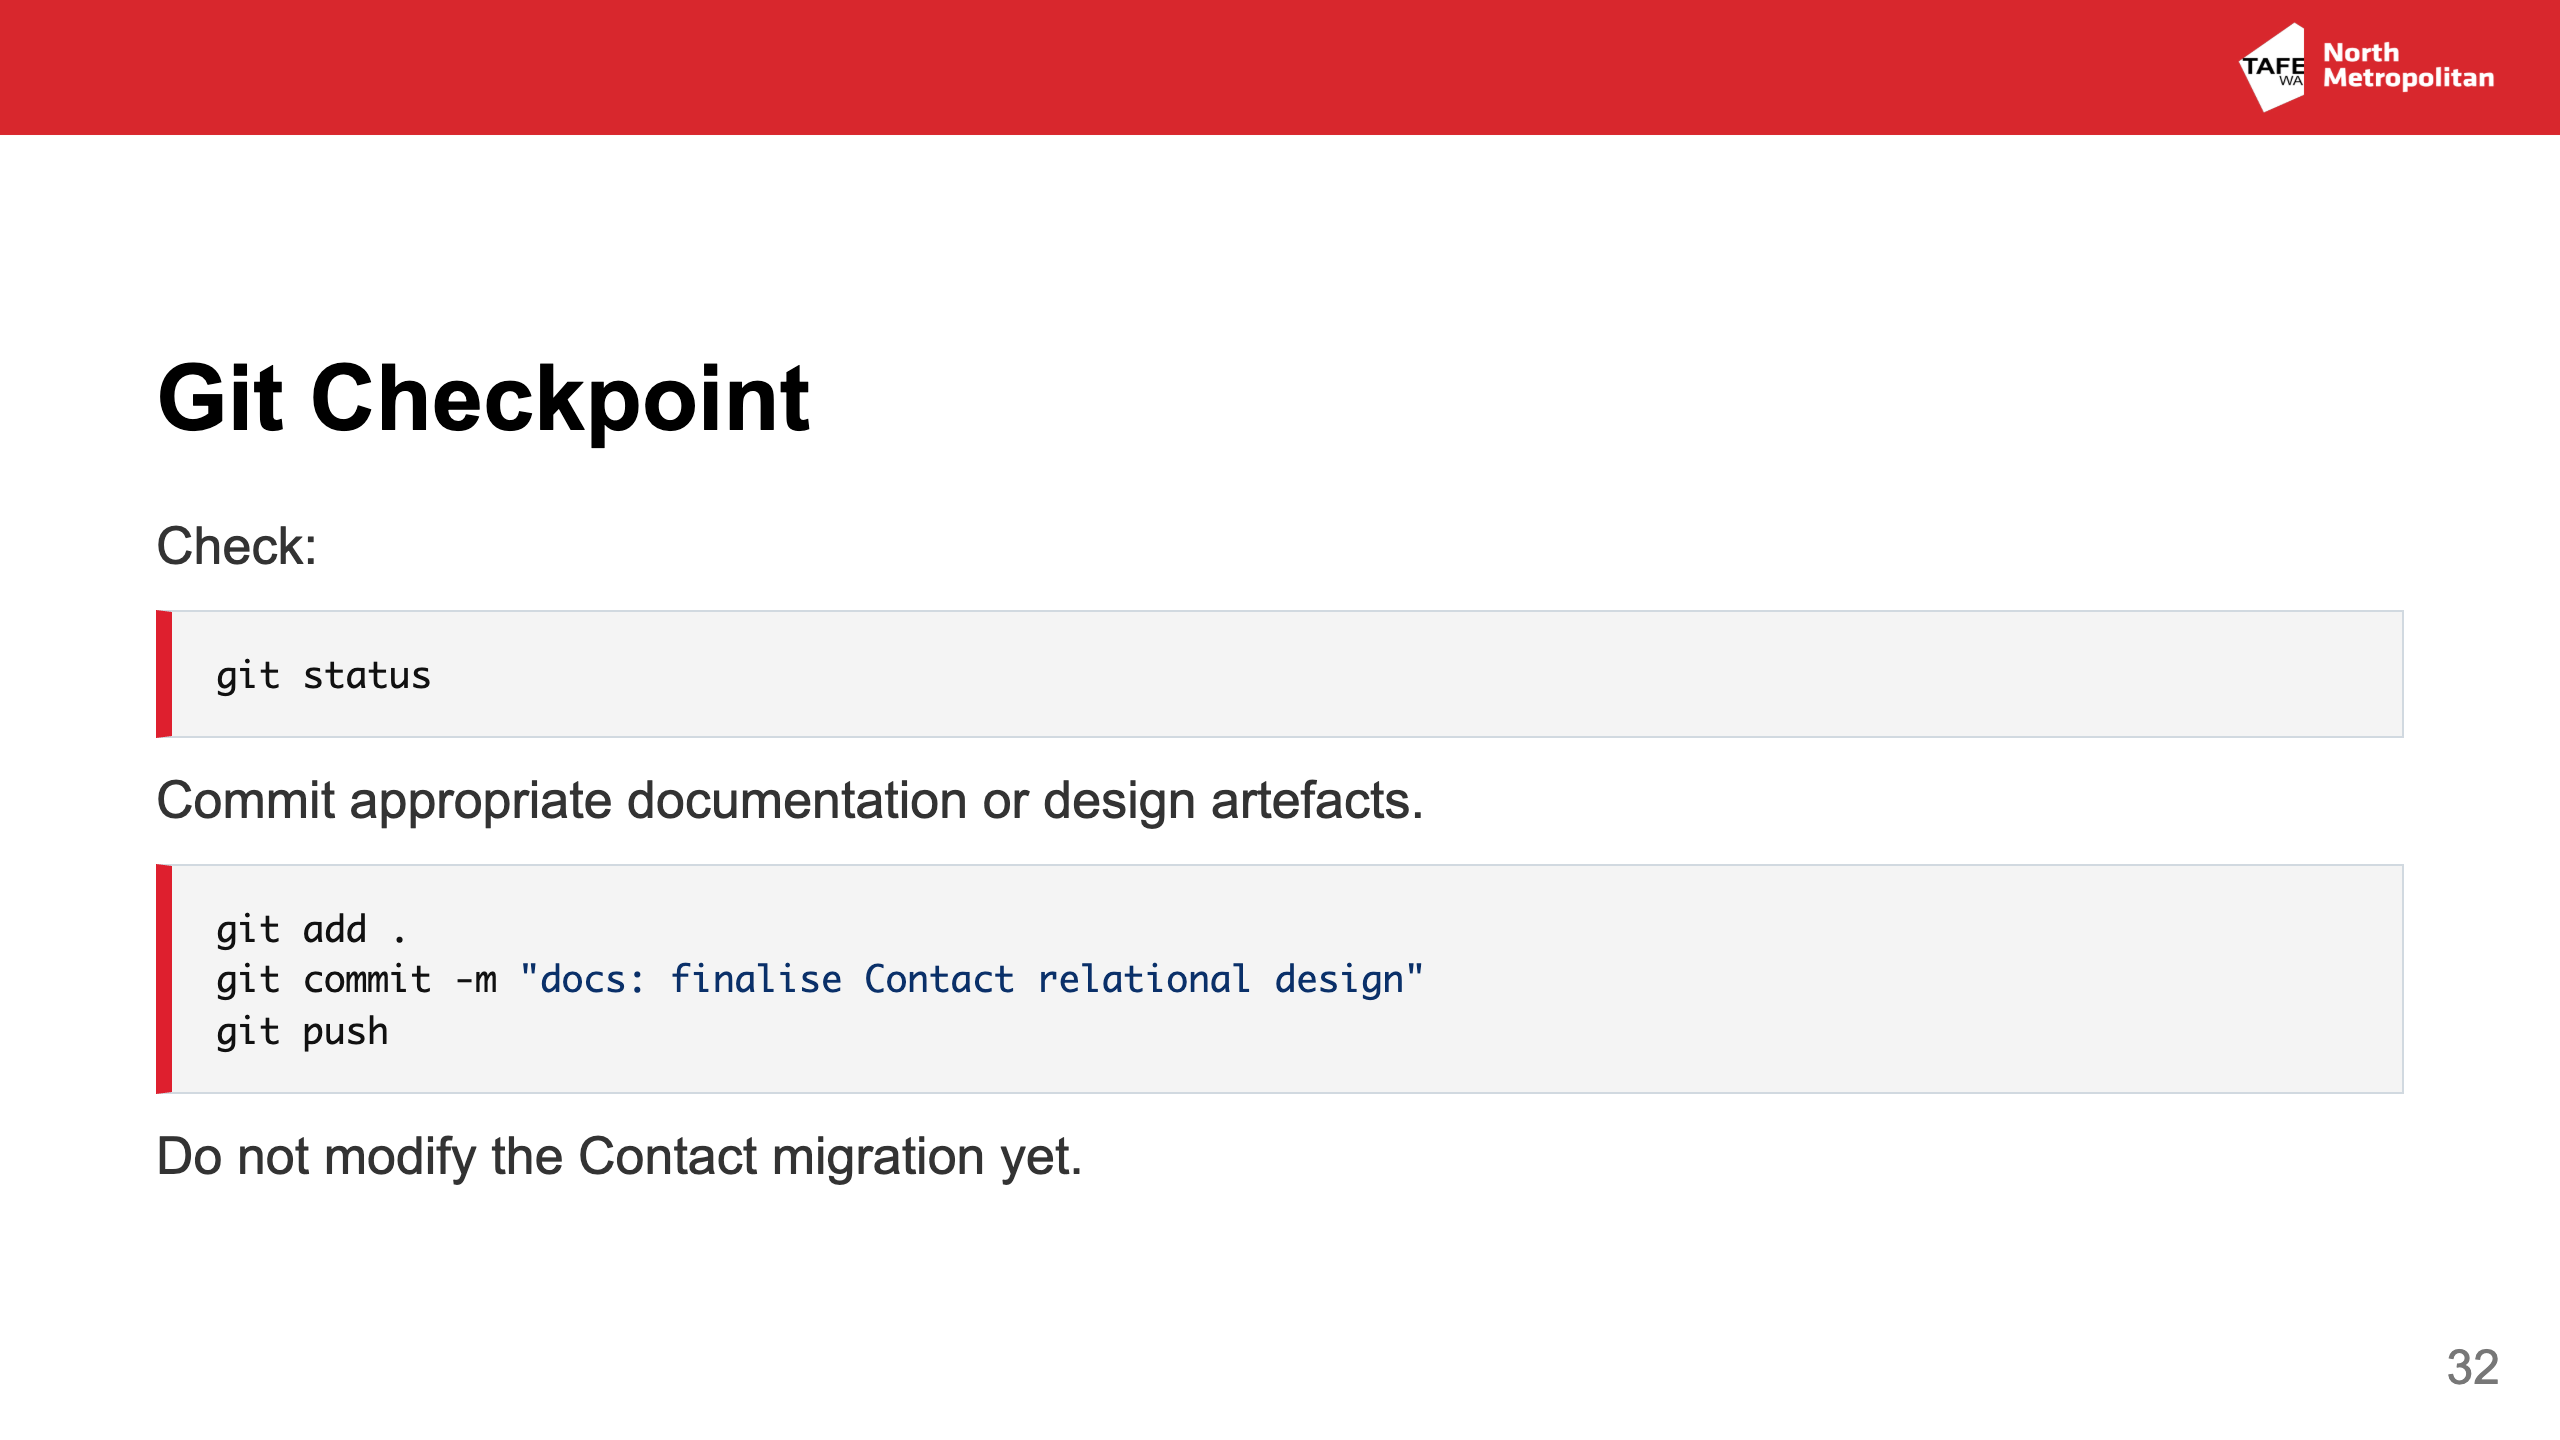 TAFE
WA
North
Metropolitan
Git Checkpoint
Check:
git status
Commit appropriate documentation or design artefacts.
git add .
git commit -m "docs: finalise Contact relational design"
git push
Do not modify the Contact migration yet.
32